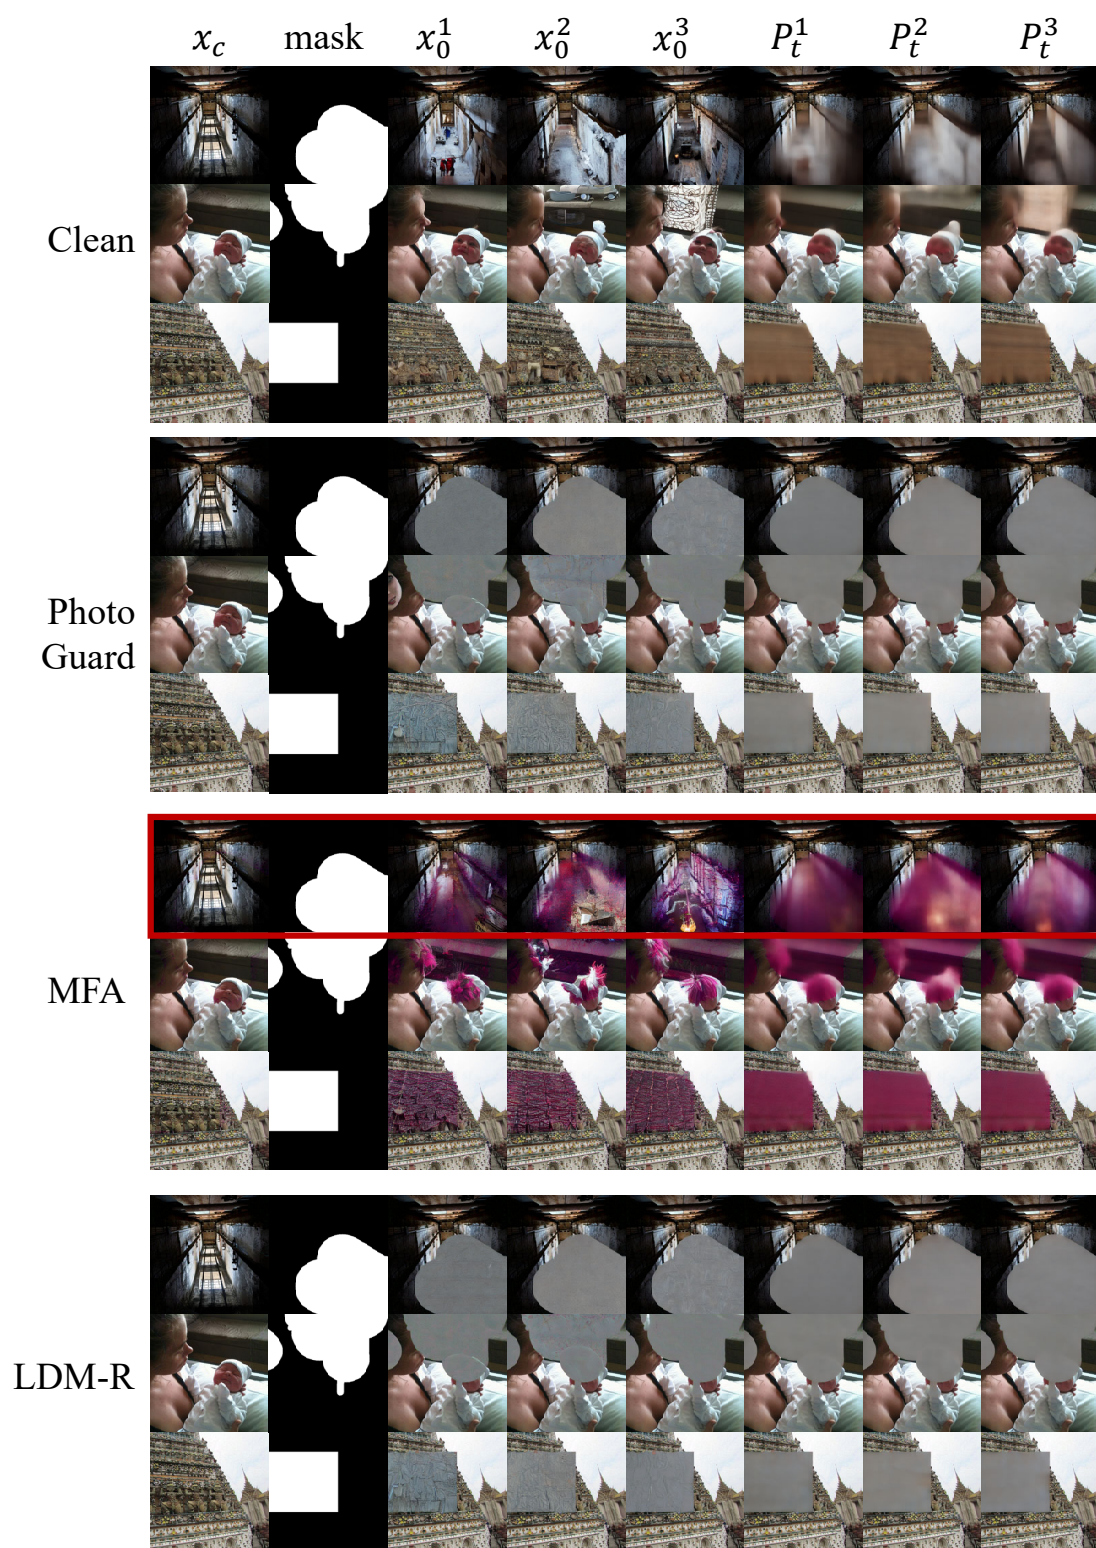 x_c mask x_0^1 x_0^2 x_0^3 P_t^1 P_t^2 P_t^3
Clean
Photo
Guard
MFA
LDM-R